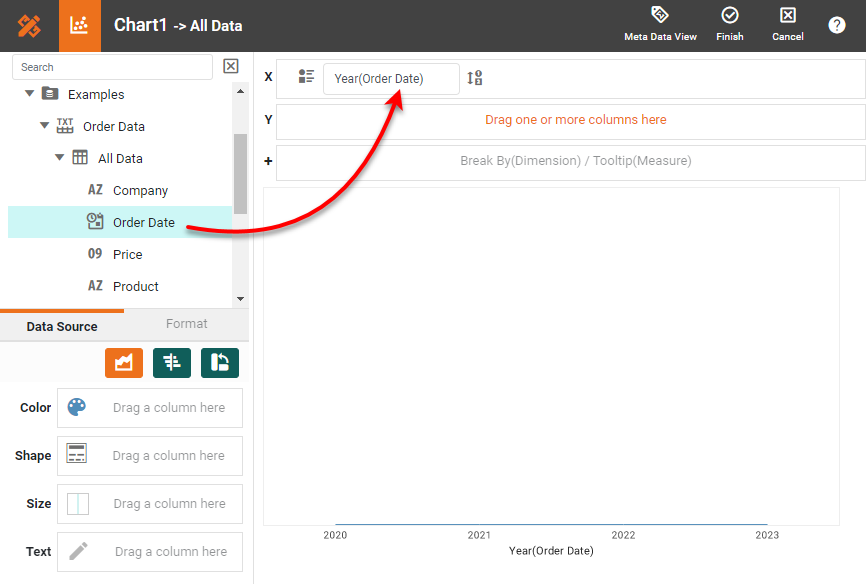 Chart1 -> All Data
Meta Data View
Finish
Cancel
?
Search
Examples
TXT Order Data
All Data
AZ Company
Order Date
09 Price
AZ Product
Data Source
Format
Color Drag a column here
Shape Drag a column here
Size Drag a column here
Text Drag a column here
X Year(Order Date)
Y Drag one or more columns here
+ Break By(Dimension) / Tooltip(Measure)
2020 2021 2022 2023
Year(Order Date)